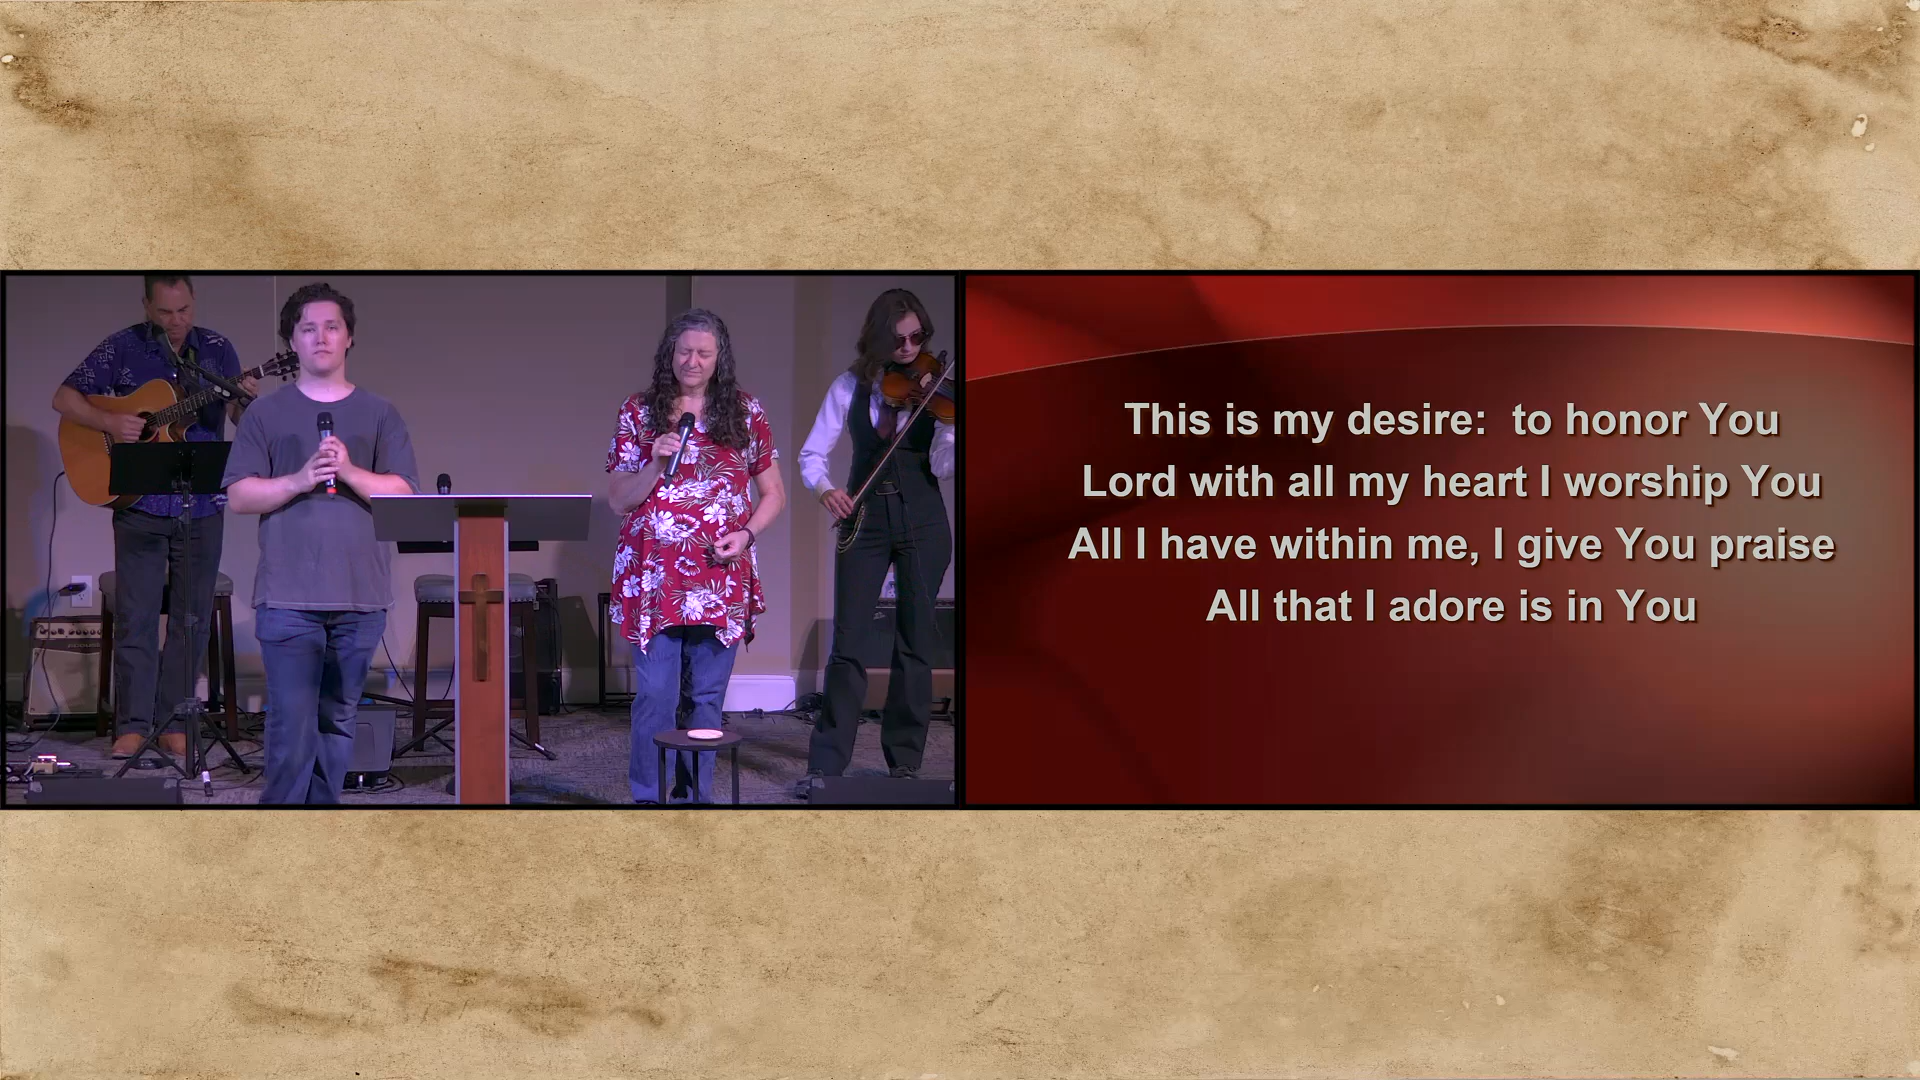 This is my desire:  to honor You
Lord with all my heart I worship You
All I have within me, I give You praise
All that I adore is in You